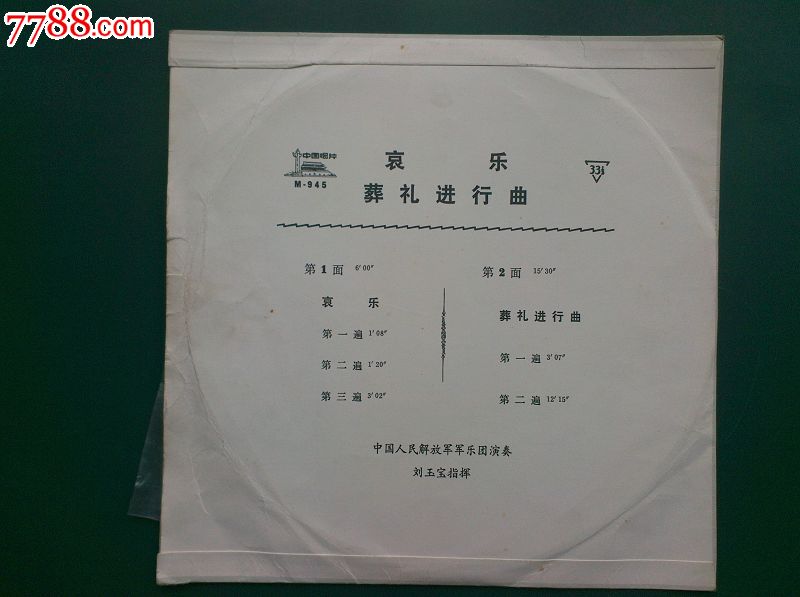 7788.com
中国唱片
M-945
哀乐
葬礼进行曲
33⅓
第1面 6′00″
哀乐
第一遍 1′08″
第二遍 1′20″
第三遍 3′02″
第2面 15′30″
葬礼进行曲
第一遍 3′07″
第二遍 12′15″
中国人民解放军军乐团演奏
刘玉宝指挥